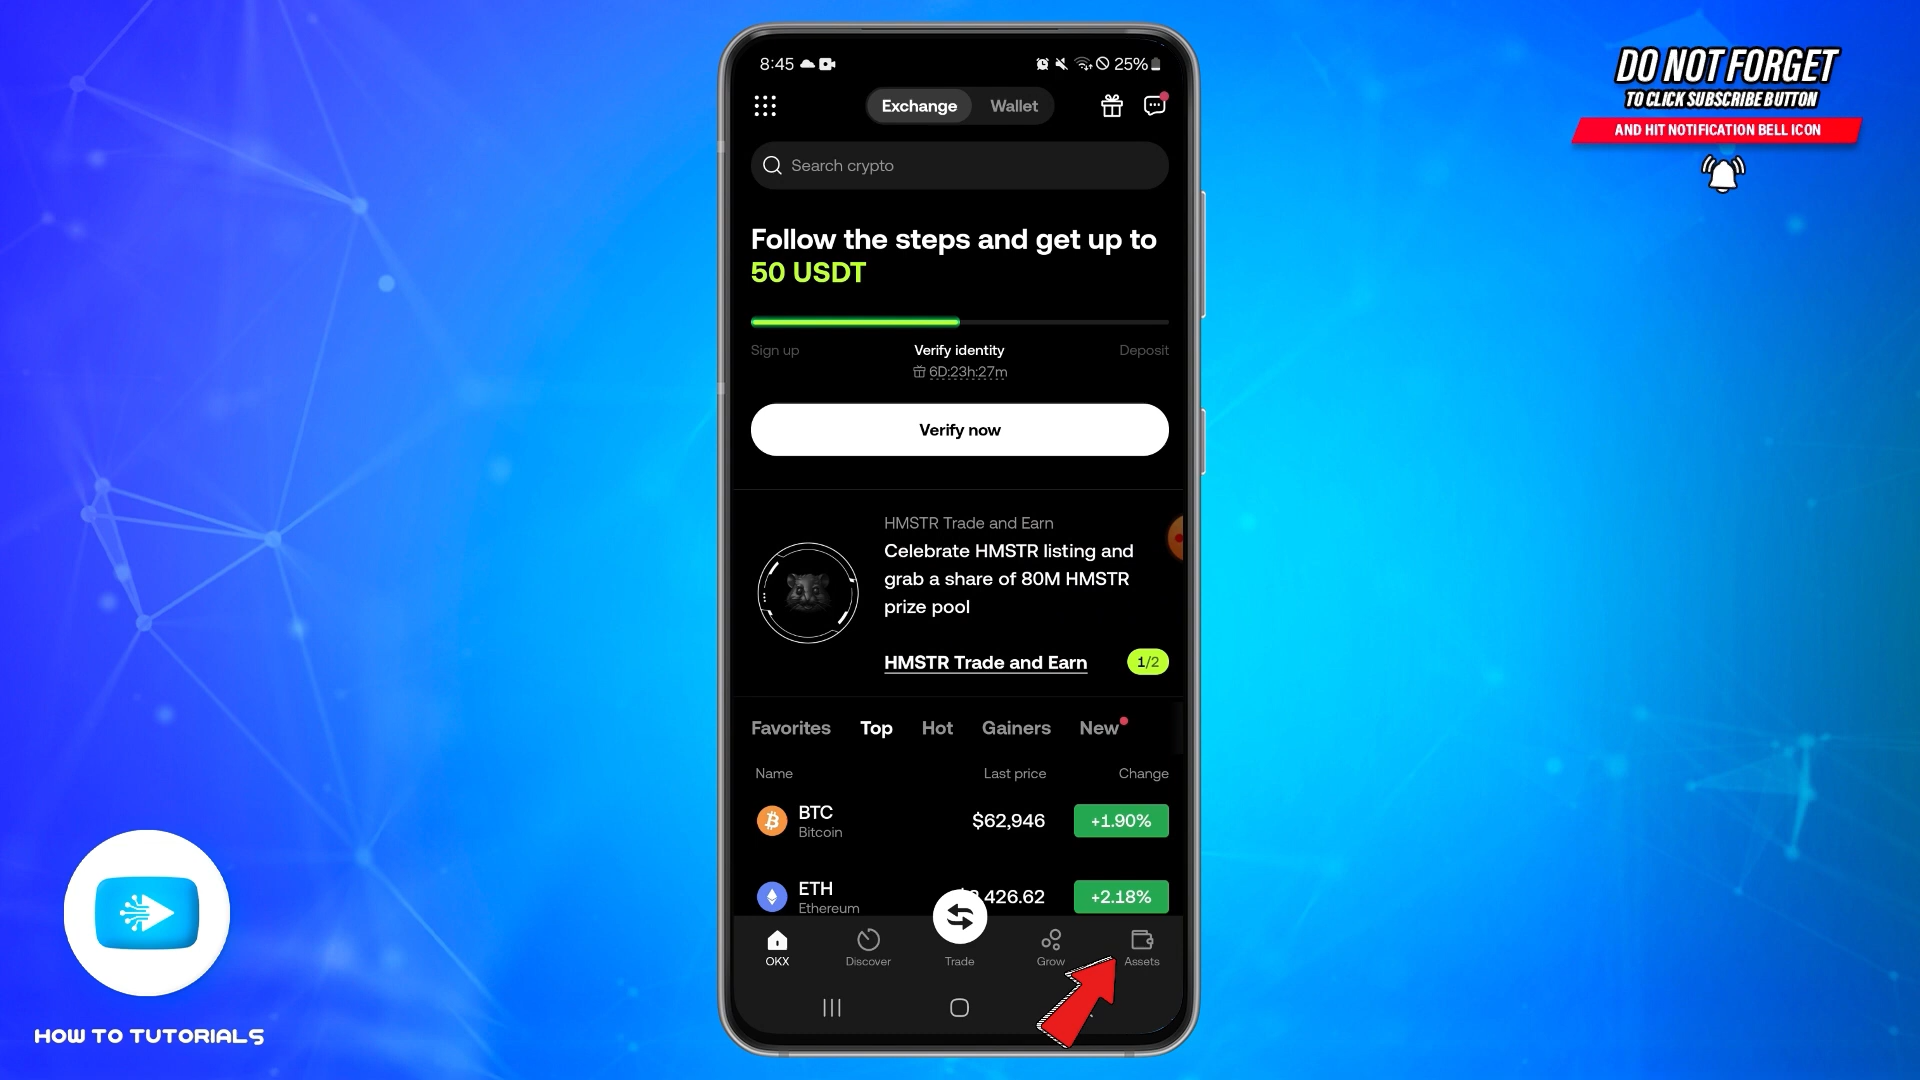 8:45
25%
Exchange
Wallet
Search crypto
Follow the steps and get up to
50 USDT
Sign up
Verify identity
Deposit
6D:23h:27m
Verify now
HMSTR Trade and Earn
Celebrate HMSTR listing and
grab a share of 80M HMSTR
prize pool
HMSTR Trade and Earn
1/2
Favorites
Top
Hot
Gainers
New
Name
Last price
Change
BTC
Bitcoin
$62,946
+1.90%
ETH
Ethereum
426.62
+2.18%
OKX
Discover
Trade
Grow
Assets
DO NOT FORGET
TO CLICK SUBSCRIBE BUTTON
AND HIT NOTIFICATION BELL ICON
HOW TO TUTORIALS